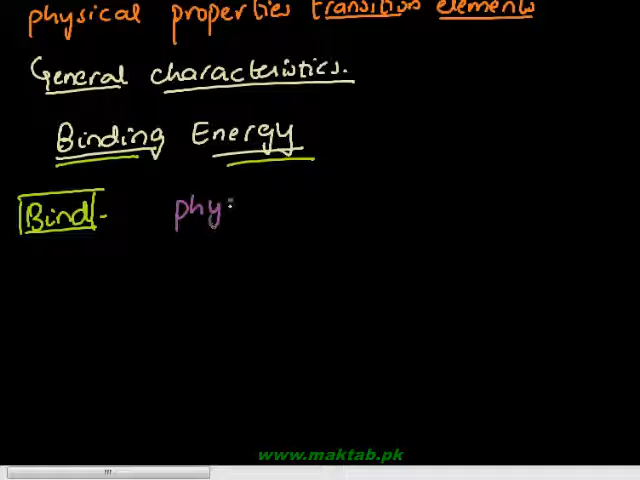 physical properties transition elements
General characteristics.
Binding Energy
Bind - phy
www.maktab.pk